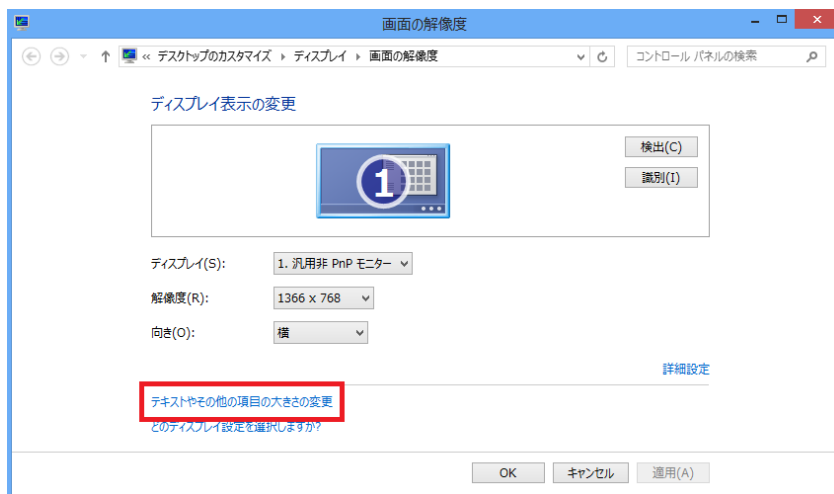 画面の解像度
« デスクトップのカスタマイズ ▸ ディスプレイ ▸ 画面の解像度
コントロール パネルの検索
ディスプレイ表示の変更
1
検出(C)
識別(I)
ディスプレイ(S): 1. 汎用非 PnP モニター
解像度(R): 1366 x 768
向き(O): 横
詳細設定
テキストやその他の項目の大きさの変更
どのディスプレイ設定を選択しますか?
OK キャンセル 適用(A)